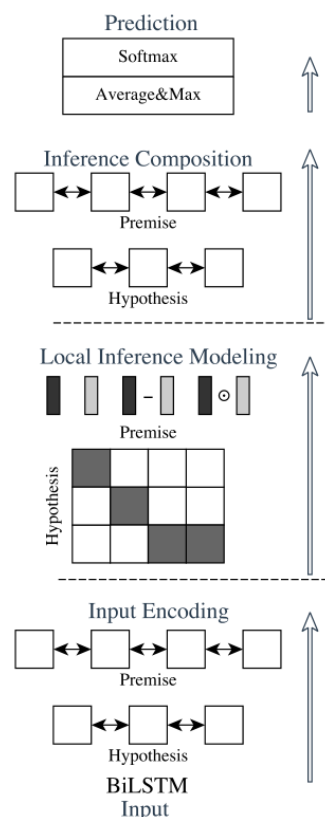 Prediction
Softmax
Average&Max
Inference Composition
Premise
Hypothesis
Local Inference Modeling
−
⊙
Premise
Hypothesis
Input Encoding
Premise
Hypothesis
BiLSTM
Input